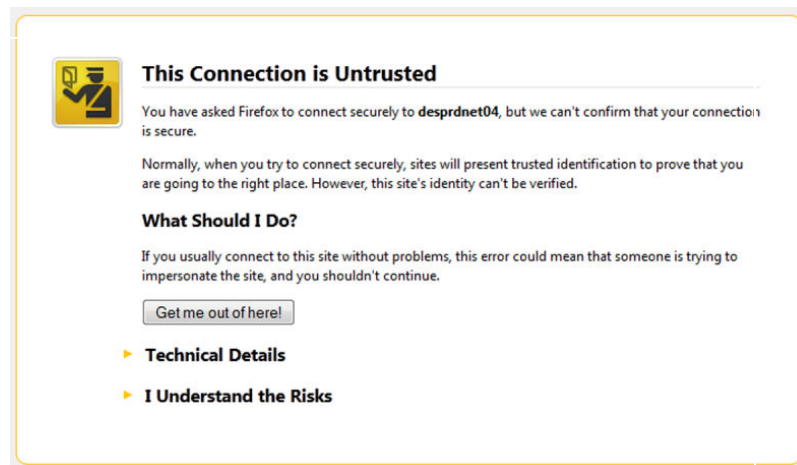 This Connection is Untrusted
You have asked Firefox to connect securely to desprdnet04, but we can't confirm that your connection
is secure.
Normally, when you try to connect securely, sites will present trusted identification to prove that you
are going to the right place. However, this site's identity can't be verified.
What Should I Do?
If you usually connect to this site without problems, this error could mean that someone is trying to
impersonate the site, and you shouldn't continue.
Get me out of here!
Technical Details
I Understand the Risks